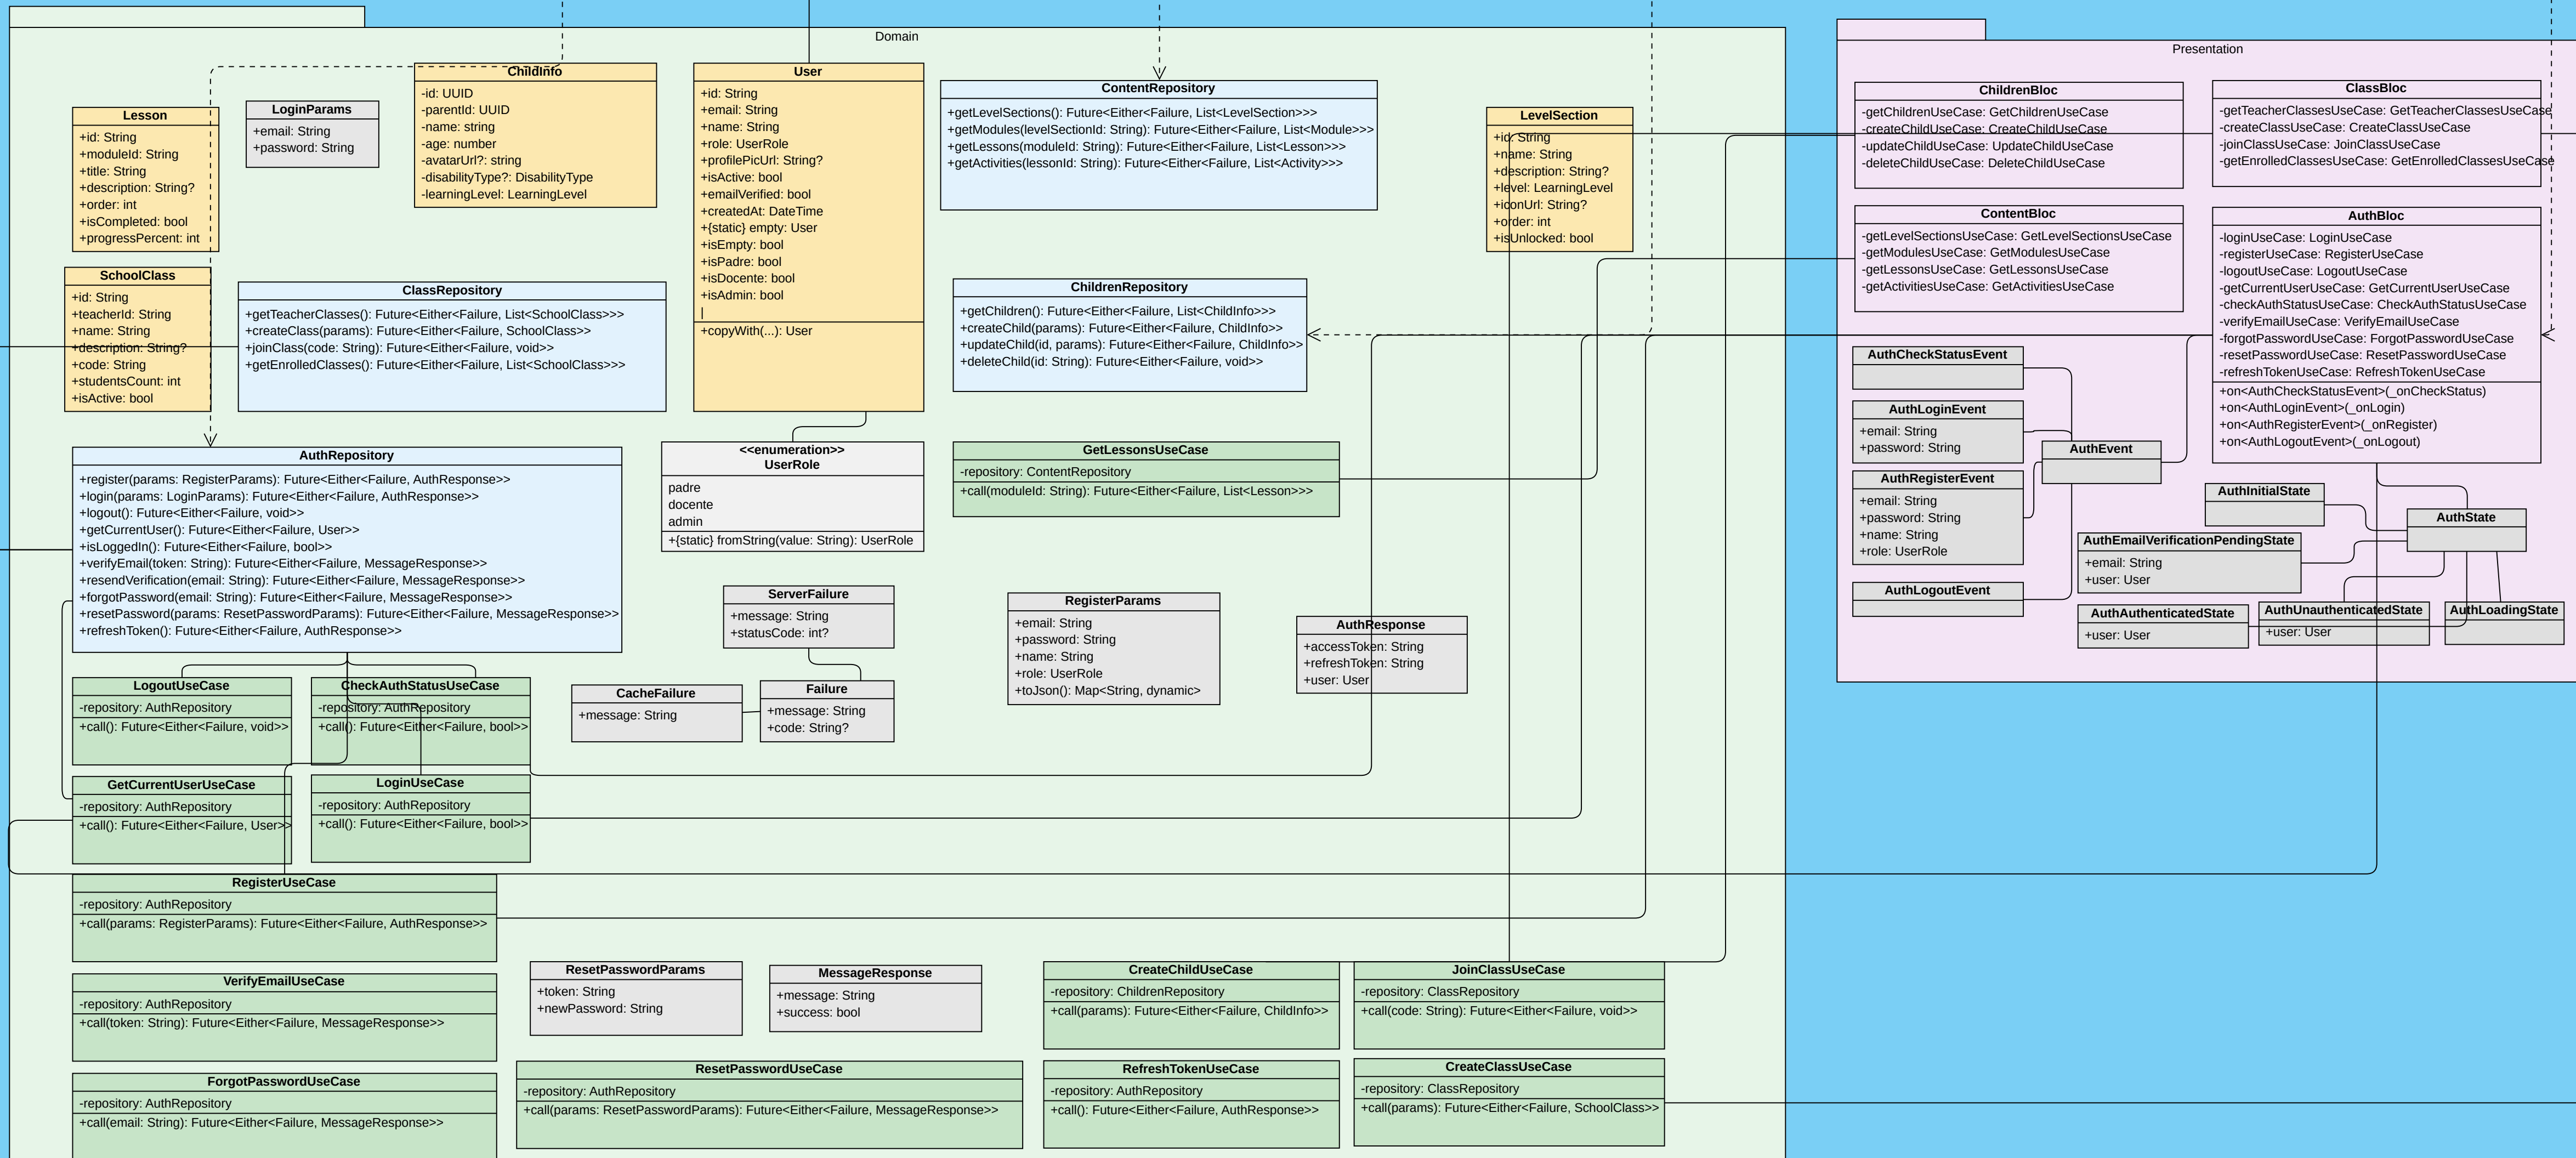 Domain
Lesson
+id: String
+moduleId: String
+title: String
+description: String?
+order: int
+isCompleted: bool
+progressPercent: int
LoginParams
+email: String
+password: String
ChildInfo
-id: UUID
-parentId: UUID
-name: string
-age: number
-avatarUrl?: string
-disabilityType?: DisabilityType
-learningLevel: LearningLevel
User
+id: String
+email: String
+name: String
+role: UserRole
+profilePicUrl: String?
+isActive: bool
+emailVerified: bool
+createdAt: DateTime
+{static} empty: User
+isEmpty: bool
+isPadre: bool
+isDocente: bool
+isAdmin: bool
|
+copyWith(...): User
ContentRepository
+getLevelSections(): Future<Either<Failure, List<LevelSection>>>
+getModules(levelSectionId: String): Future<Either<Failure, List<Module>>>
+getLessons(moduleId: String): Future<Either<Failure, List<Lesson>>>
+getActivities(lessonId: String): Future<Either<Failure, List<Activity>>>
LevelSection
+id: String
+name: String
+description: String?
+level: LearningLevel
+iconUrl: String?
+order: int
+isUnlocked: bool
SchoolClass
+id: String
+teacherId: String
+name: String
+description: String?
+code: String
+studentsCount: int
+isActive: bool
ClassRepository
+getTeacherClasses(): Future<Either<Failure, List<SchoolClass>>>
+createClass(params): Future<Either<Failure, SchoolClass>>
+joinClass(code: String): Future<Either<Failure, void>>
+getEnrolledClasses(): Future<Either<Failure, List<SchoolClass>>>
ChildrenRepository
+getChildren(): Future<Either<Failure, List<ChildInfo>>>
+createChild(params): Future<Either<Failure, ChildInfo>>
+updateChild(id, params): Future<Either<Failure, ChildInfo>>
+deleteChild(id: String): Future<Either<Failure, void>>
AuthRepository
+register(params: RegisterParams): Future<Either<Failure, AuthResponse>>
+login(params: LoginParams): Future<Either<Failure, AuthResponse>>
+logout(): Future<Either<Failure, void>>
+getCurrentUser(): Future<Either<Failure, User>>
+isLoggedIn(): Future<Either<Failure, bool>>
+verifyEmail(token: String): Future<Either<Failure, MessageResponse>>
+resendVerification(email: String): Future<Either<Failure, MessageResponse>>
+forgotPassword(email: String): Future<Either<Failure, MessageResponse>>
+resetPassword(params: ResetPasswordParams): Future<Either<Failure, MessageResponse>>
+refreshToken(): Future<Either<Failure, AuthResponse>>
<<enumeration>>
UserRole
padre
docente
admin
+{static} fromString(value: String): UserRole
GetLessonsUseCase
-repository: ContentRepository
+call(moduleId: String): Future<Either<Failure, List<Lesson>>>
ServerFailure
+message: String
+statusCode: int?
RegisterParams
+email: String
+password: String
+name: String
+role: UserRole
+toJson(): Map<String, dynamic>
AuthResponse
+accessToken: String
+refreshToken: String
+user: User
CacheFailure
+message: String
Failure
+message: String
+code: String?
LogoutUseCase
-repository: AuthRepository
+call(): Future<Either<Failure, void>>
CheckAuthStatusUseCase
-repository: AuthRepository
+call(): Future<Either<Failure, bool>>
GetCurrentUserUseCase
-repository: AuthRepository
+call(): Future<Either<Failure, User>>
LoginUseCase
-repository: AuthRepository
+call(): Future<Either<Failure, bool>>
RegisterUseCase
-repository: AuthRepository
+call(params: RegisterParams): Future<Either<Failure, AuthResponse>>
VerifyEmailUseCase
-repository: AuthRepository
+call(token: String): Future<Either<Failure, MessageResponse>>
ResetPasswordParams
+token: String
+newPassword: String
MessageResponse
+message: String
+success: bool
CreateChildUseCase
-repository: ChildrenRepository
+call(params): Future<Either<Failure, ChildInfo>>
JoinClassUseCase
-repository: ClassRepository
+call(code: String): Future<Either<Failure, void>>
ForgotPasswordUseCase
-repository: AuthRepository
+call(email: String): Future<Either<Failure, MessageResponse>>
ResetPasswordUseCase
-repository: AuthRepository
+call(params: ResetPasswordParams): Future<Either<Failure, MessageResponse>>
RefreshTokenUseCase
-repository: AuthRepository
+call(): Future<Either<Failure, AuthResponse>>
CreateClassUseCase
-repository: ClassRepository
+call(params): Future<Either<Failure, SchoolClass>>
Presentation
ChildrenBloc
-getChildrenUseCase: GetChildrenUseCase
-createChildUseCase: CreateChildUseCase
-updateChildUseCase: UpdateChildUseCase
-deleteChildUseCase: DeleteChildUseCase
ClassBloc
-getTeacherClassesUseCase: GetTeacherClassesUseCase
-createClassUseCase: CreateClassUseCase
-joinClassUseCase: JoinClassUseCase
-getEnrolledClassesUseCase: GetEnrolledClassesUseCase
ContentBloc
-getLevelSectionsUseCase: GetLevelSectionsUseCase
-getModulesUseCase: GetModulesUseCase
-getLessonsUseCase: GetLessonsUseCase
-getActivitiesUseCase: GetActivitiesUseCase
AuthBloc
-loginUseCase: LoginUseCase
-registerUseCase: RegisterUseCase
-logoutUseCase: LogoutUseCase
-getCurrentUserUseCase: GetCurrentUserUseCase
-checkAuthStatusUseCase: CheckAuthStatusUseCase
-verifyEmailUseCase: VerifyEmailUseCase
-forgotPasswordUseCase: ForgotPasswordUseCase
-resetPasswordUseCase: ResetPasswordUseCase
-refreshTokenUseCase: RefreshTokenUseCase
+on<AuthCheckStatusEvent>(_onCheckStatus)
+on<AuthLoginEvent>(_onLogin)
+on<AuthRegisterEvent>(_onRegister)
+on<AuthLogoutEvent>(_onLogout)
AuthCheckStatusEvent
AuthLoginEvent
+email: String
+password: String
AuthEvent
AuthRegisterEvent
+email: String
+password: String
+name: String
+role: UserRole
AuthInitialState
AuthState
AuthEmailVerificationPendingState
+email: String
+user: User
AuthLogoutEvent
AuthAuthenticatedState
+user: User
AuthUnauthenticatedState
+user: User
AuthLoadingState